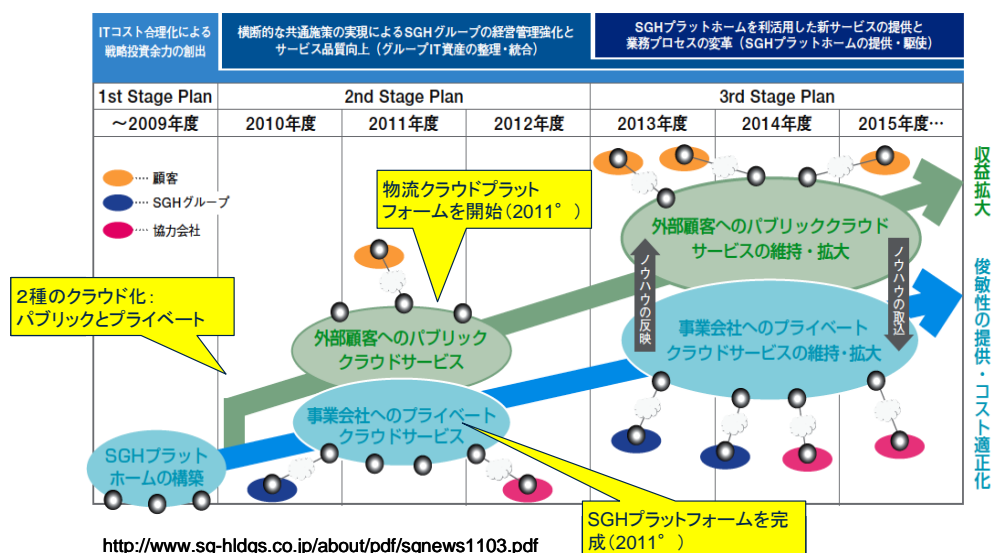 ITコスト合理化による
戦略投資余力の創出
横断的な共通施策の実現によるSGHグループの経営管理強化と
サービス品質向上（グループIT資産の整理・統合）
SGHプラットホームを利活用した新サービスの提供と
業務プロセスの変革（SGHプラットホームの提供・駆使）
1st Stage Plan
2nd Stage Plan
3rd Stage Plan
～2009年度
2010年度
2011年度
2012年度
2013年度
2014年度
2015年度…
‥‥ 顧客
‥‥ SGHグループ
‥‥ 協力会社
物流クラウドプラット
フォームを開始（2011°）
2種のクラウド化：
パブリックとプライベート
外部顧客へのパブリッククラウド
サービスの維持・拡大
ノウハウの反映
ノウハウの取込
事業会社へのプライベート
クラウドサービスの維持・拡大
外部顧客へのパブリック
クラウドサービス
事業会社へのプライベート
クラウドサービス
SGHプラット
ホームの構築
収益拡大
俊敏性の提供・コスト適正化
SGHプラットフォームを完
成（2011°）
http://www.sg-hldgs.co.jp/about/pdf/sgnews1103.pdf